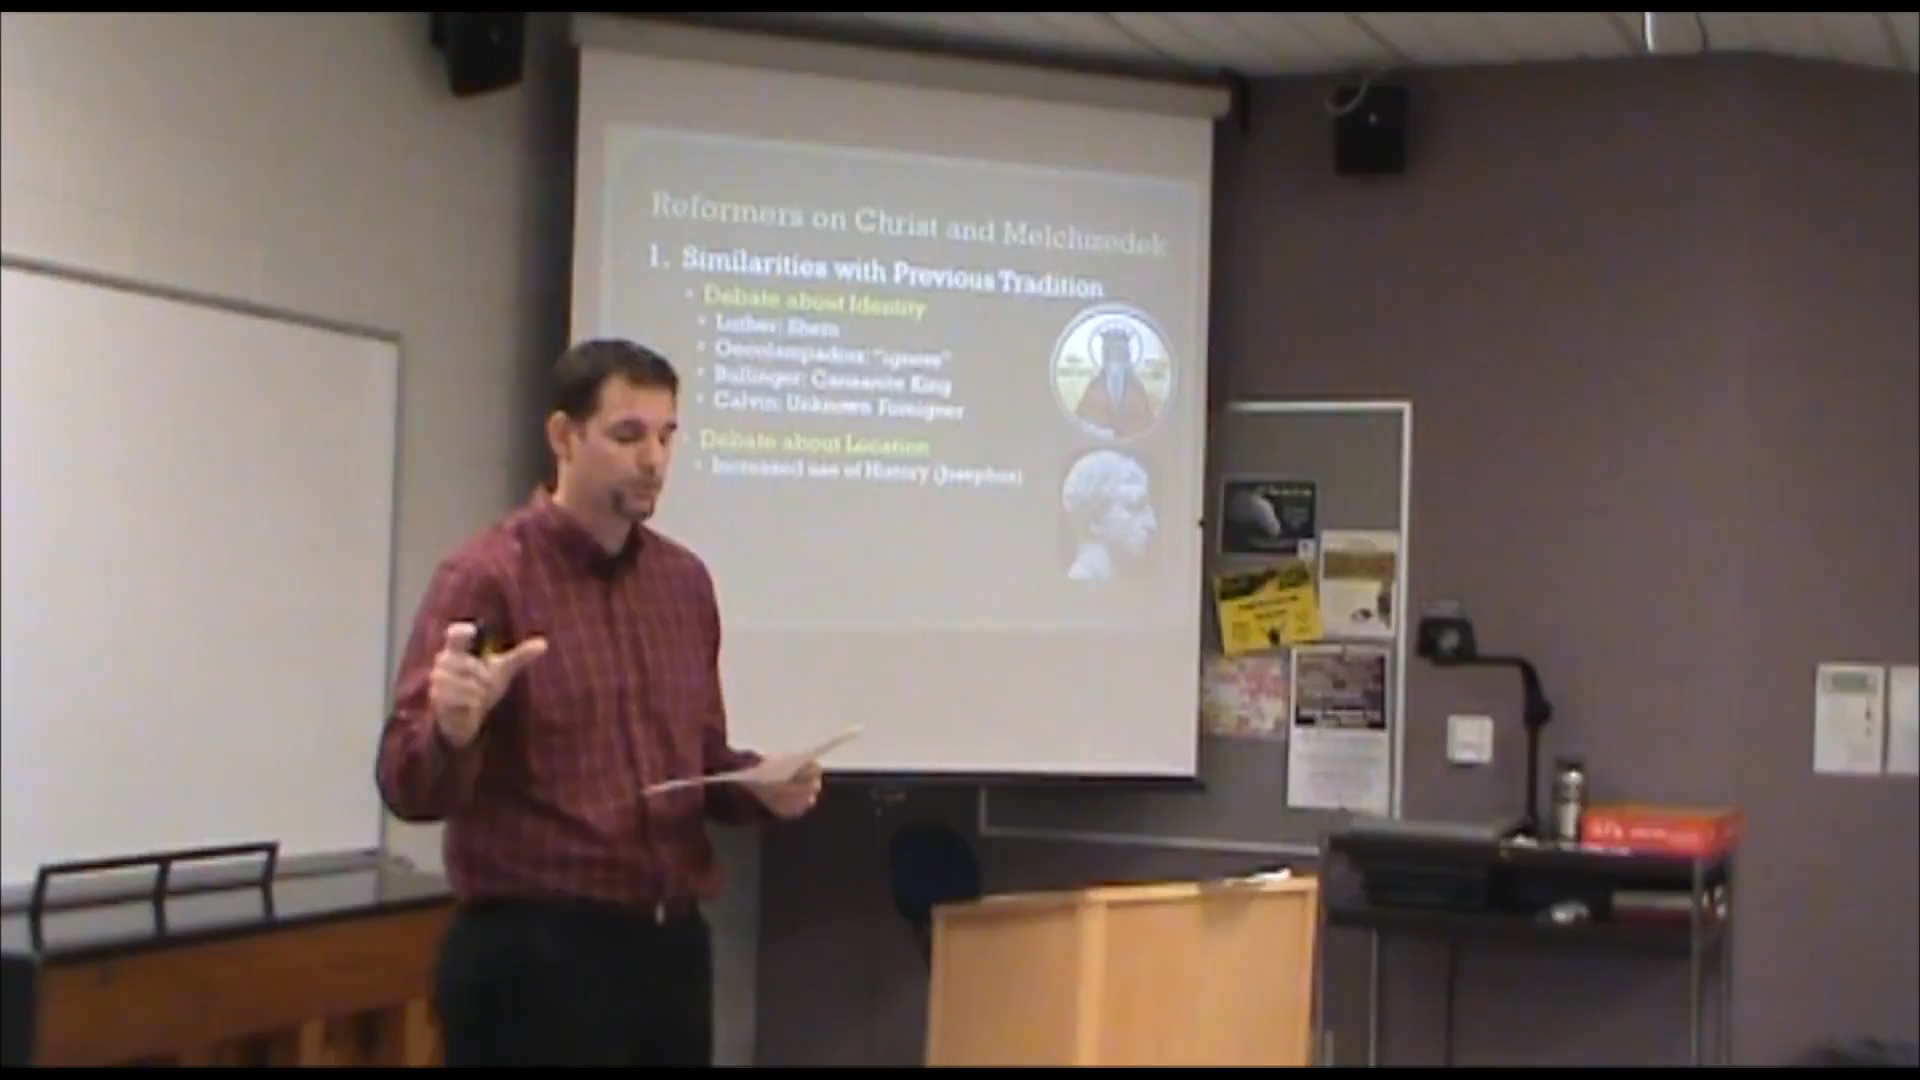 Reformers on Christ and Melchizedek
1. Similarities with Previous Tradition
• Debate about Identity
• Luther: Shem
• Oecolampadius: "ignore"
• Bullinger: Canaanite King
• Calvin: Unknown Foreigner
• Debate about Location
• Increased use of History (Josephus)